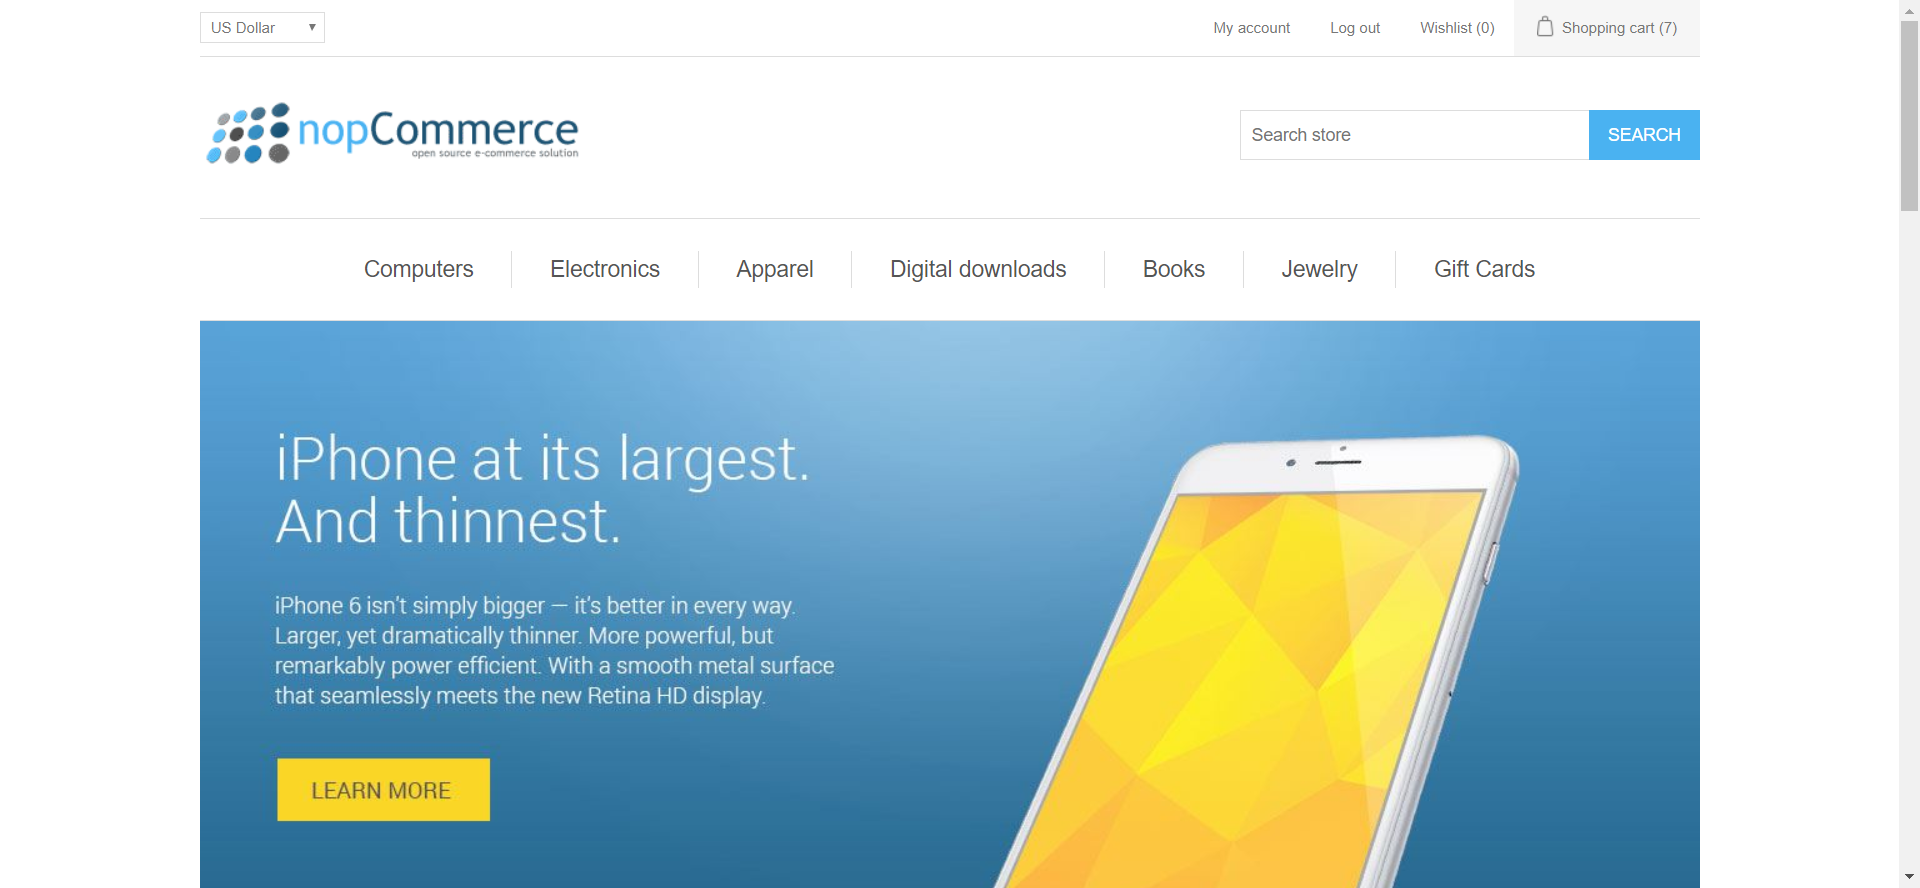 US Dollar
My account
Log out
Wishlist (0)
Shopping cart (7)
nopCommerce
open source e-commerce solution
Search store
SEARCH
Computers
Electronics
Apparel
Digital downloads
Books
Jewelry
Gift Cards
iPhone at its largest.
And thinnest.
iPhone 6 isn't simply bigger — it's better in every way.
Larger, yet dramatically thinner. More powerful, but
remarkably power efficient. With a smooth metal surface
that seamlessly meets the new Retina HD display.
LEARN MORE